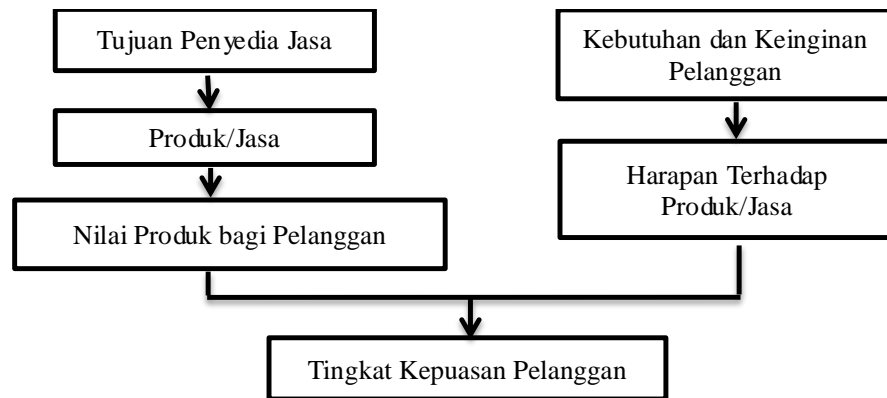 Tujuan Penyedia Jasa
Produk/Jasa
Nilai Produk bagi Pelanggan
Kebutuhan dan Keinginan
Pelanggan
Harapan Terhadap
Produk/Jasa
Tingkat Kepuasan Pelanggan